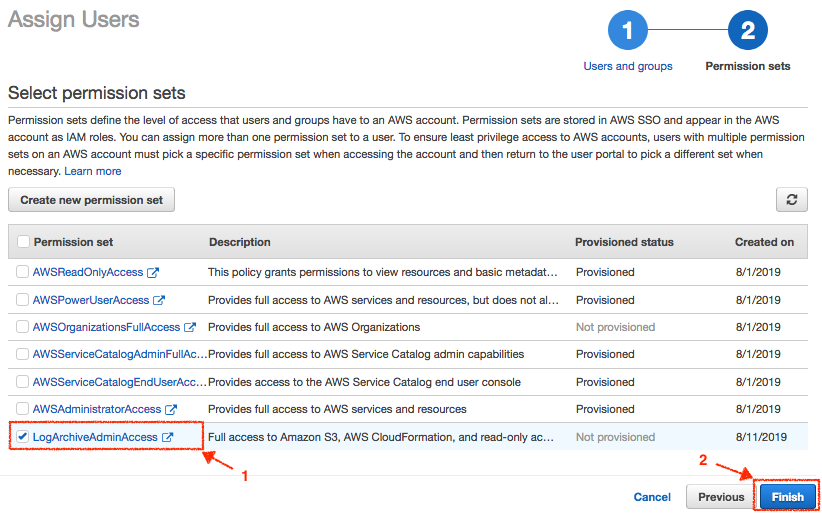 Assign Users
1
2
Users and groups
Permission sets
Select permission sets
Permission sets define the level of access that users and groups have to an AWS account. Permission sets are stored in AWS SSO and appear in the AWS
account as IAM roles. You can assign more than one permission set to a user. To ensure least privilege access to AWS accounts, users with multiple permission
sets on an AWS account must pick a specific permission set when accessing the account and then return to the user portal to pick a different set when
necessary. Learn more
Create new permission set
Permission set Description Provisioned status Created on
AWSReadOnlyAccess This policy grants permissions to view resources and basic metadat... Provisioned 8/1/2019
AWSPowerUserAccess Provides full access to AWS services and resources, but does not al... Provisioned 8/1/2019
AWSOrganizationsFullAccess Provides full access to AWS Organizations Not provisioned 8/1/2019
AWSServiceCatalogAdminFullAc... Provides full access to AWS Service Catalog admin capabilities Provisioned 8/1/2019
AWSServiceCatalogEndUserAcc... Provides access to the AWS Service Catalog end user console Provisioned 8/1/2019
AWSAdministratorAccess Provides full access to AWS services and resources Provisioned 8/1/2019
LogArchiveAdminAccess Full access to Amazon S3, AWS CloudFormation, and read-only ac... Not provisioned 8/11/2019
1
2
Cancel Previous Finish